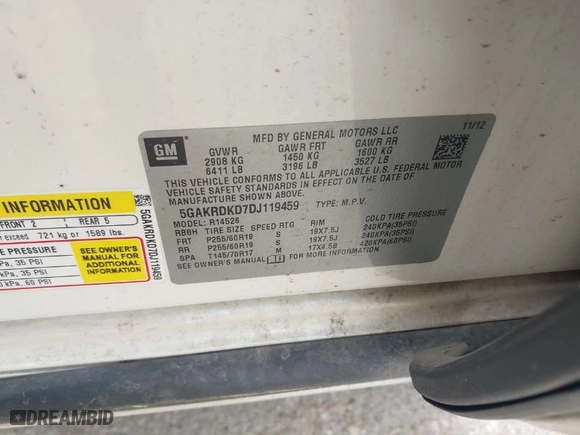 GM
MFD BY GENERAL MOTORS LLC
11/12
GVWR GAWR FRT GAWR RR
2908 KG 1450 KG 1600 KG
6411 LB 3196 LB 3527 LB
THIS VEHICLE CONFORMS TO ALL APPLICABLE U.S. FEDERAL MOTOR
VEHICLE SAFETY STANDARDS IN EFFECT ON THE DATE OF
MANUFACTURE SHOWN ABOVE.
5GAKRDKD7DJ119459 TYPE: M.P.V.
MODEL: R14526
RBBH TIRE SIZE SPEED RTG RIM COLD TIRE PRESSURE
FRT P255/60R19 S 19X7.5J 240KPA(35PSI)
RR P255/60R19 S 19X7.5J 240KPA(35PSI)
SPA T145/70R17 M 17X4.5B 420KPA(60PSI)
SEE OWNER'S MANUAL FOR MORE INFORMATION.
INFORMATION
FRONT 2 REAR 5
exceed 721 kg or 1589 lbs.
PRESSURE
kPa, 35 PSI
kPa, 35 PSI
kPa, 60 PSI
SEE OWNER'S
MANUAL FOR
ADDITIONAL
INFORMATION
5GAKRDKD7DJ119459
DREAMBID